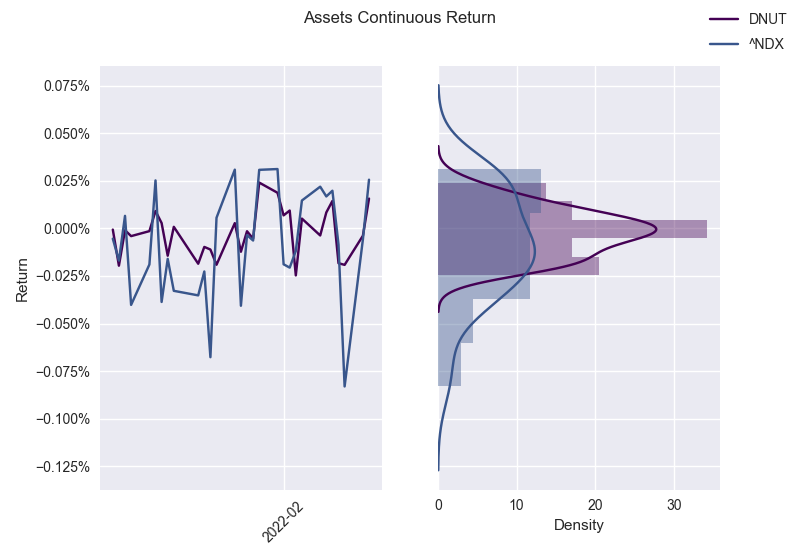 Assets Continuous Return
DNUT
^NDX
0.075%
0.050%
0.025%
0.000%
−0.025%
−0.050%
−0.075%
−0.100%
−0.125%
Return
2022-02
0 10 20 30
Density